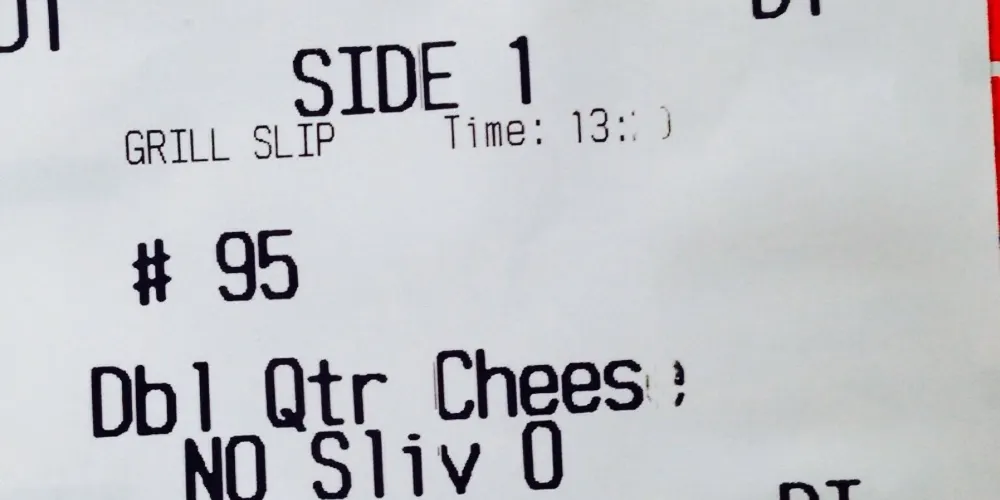 SIDE 1
GRILL SLIP Time: 13:
# 95
Dbl Qtr Chees
NO Sliv O